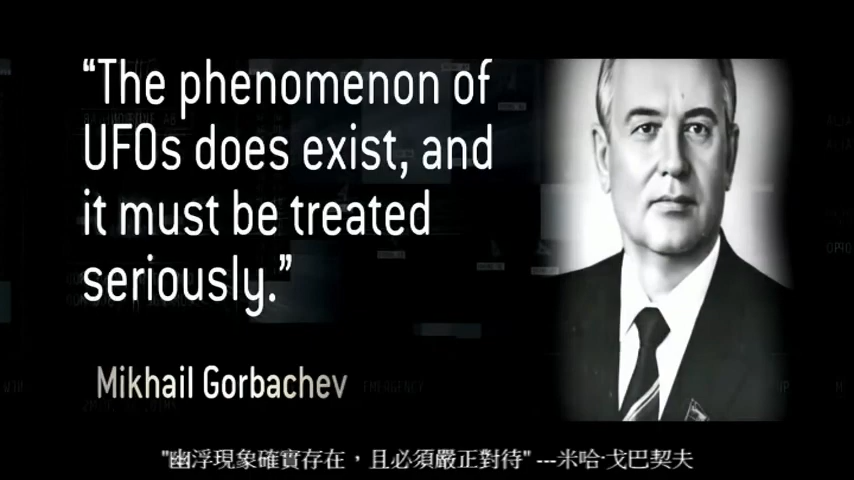 “The phenomenon of
UFOs does exist, and
it must be treated
seriously.”
Mikhail Gorbachev
EMERGENCY
"幽浮現象確實存在，且必須嚴正對待" ---米哈·戈巴契夫